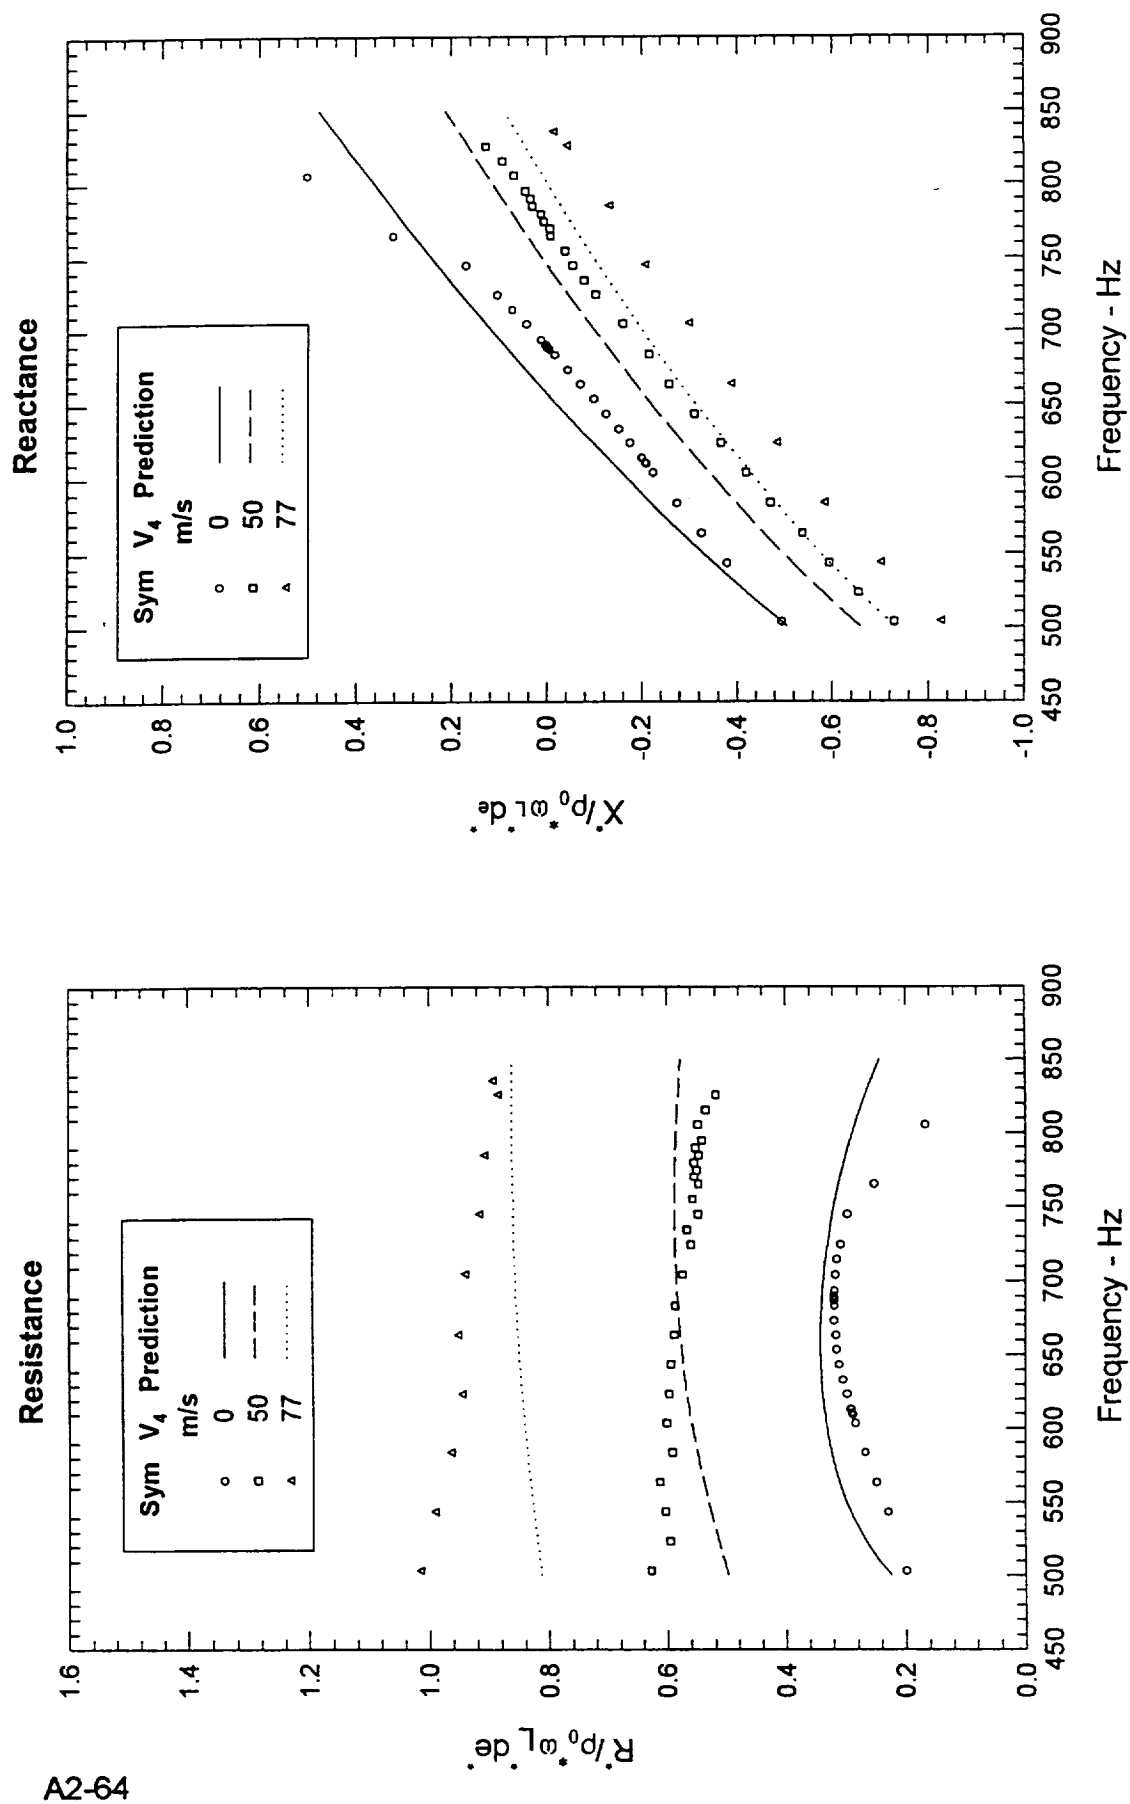 A2-64
Resistance
Sym V4 Prediction
m/s
0
50
77
1.6
1.4
1.2
1.0
0.8
0.6
0.4
0.2
0.0
R*/ρ0*ωL*de*
450 500 550 600 650 700 750 800 850 900
Frequency - Hz
Reactance
Sym V4 Prediction
m/s
0
50
77
1.0
0.8
0.6
0.4
0.2
0.0
-0.2
-0.4
-0.6
-0.8
-1.0
X*/ρ0*ωL*de*
450 500 550 600 650 700 750 800 850 900
Frequency - Hz